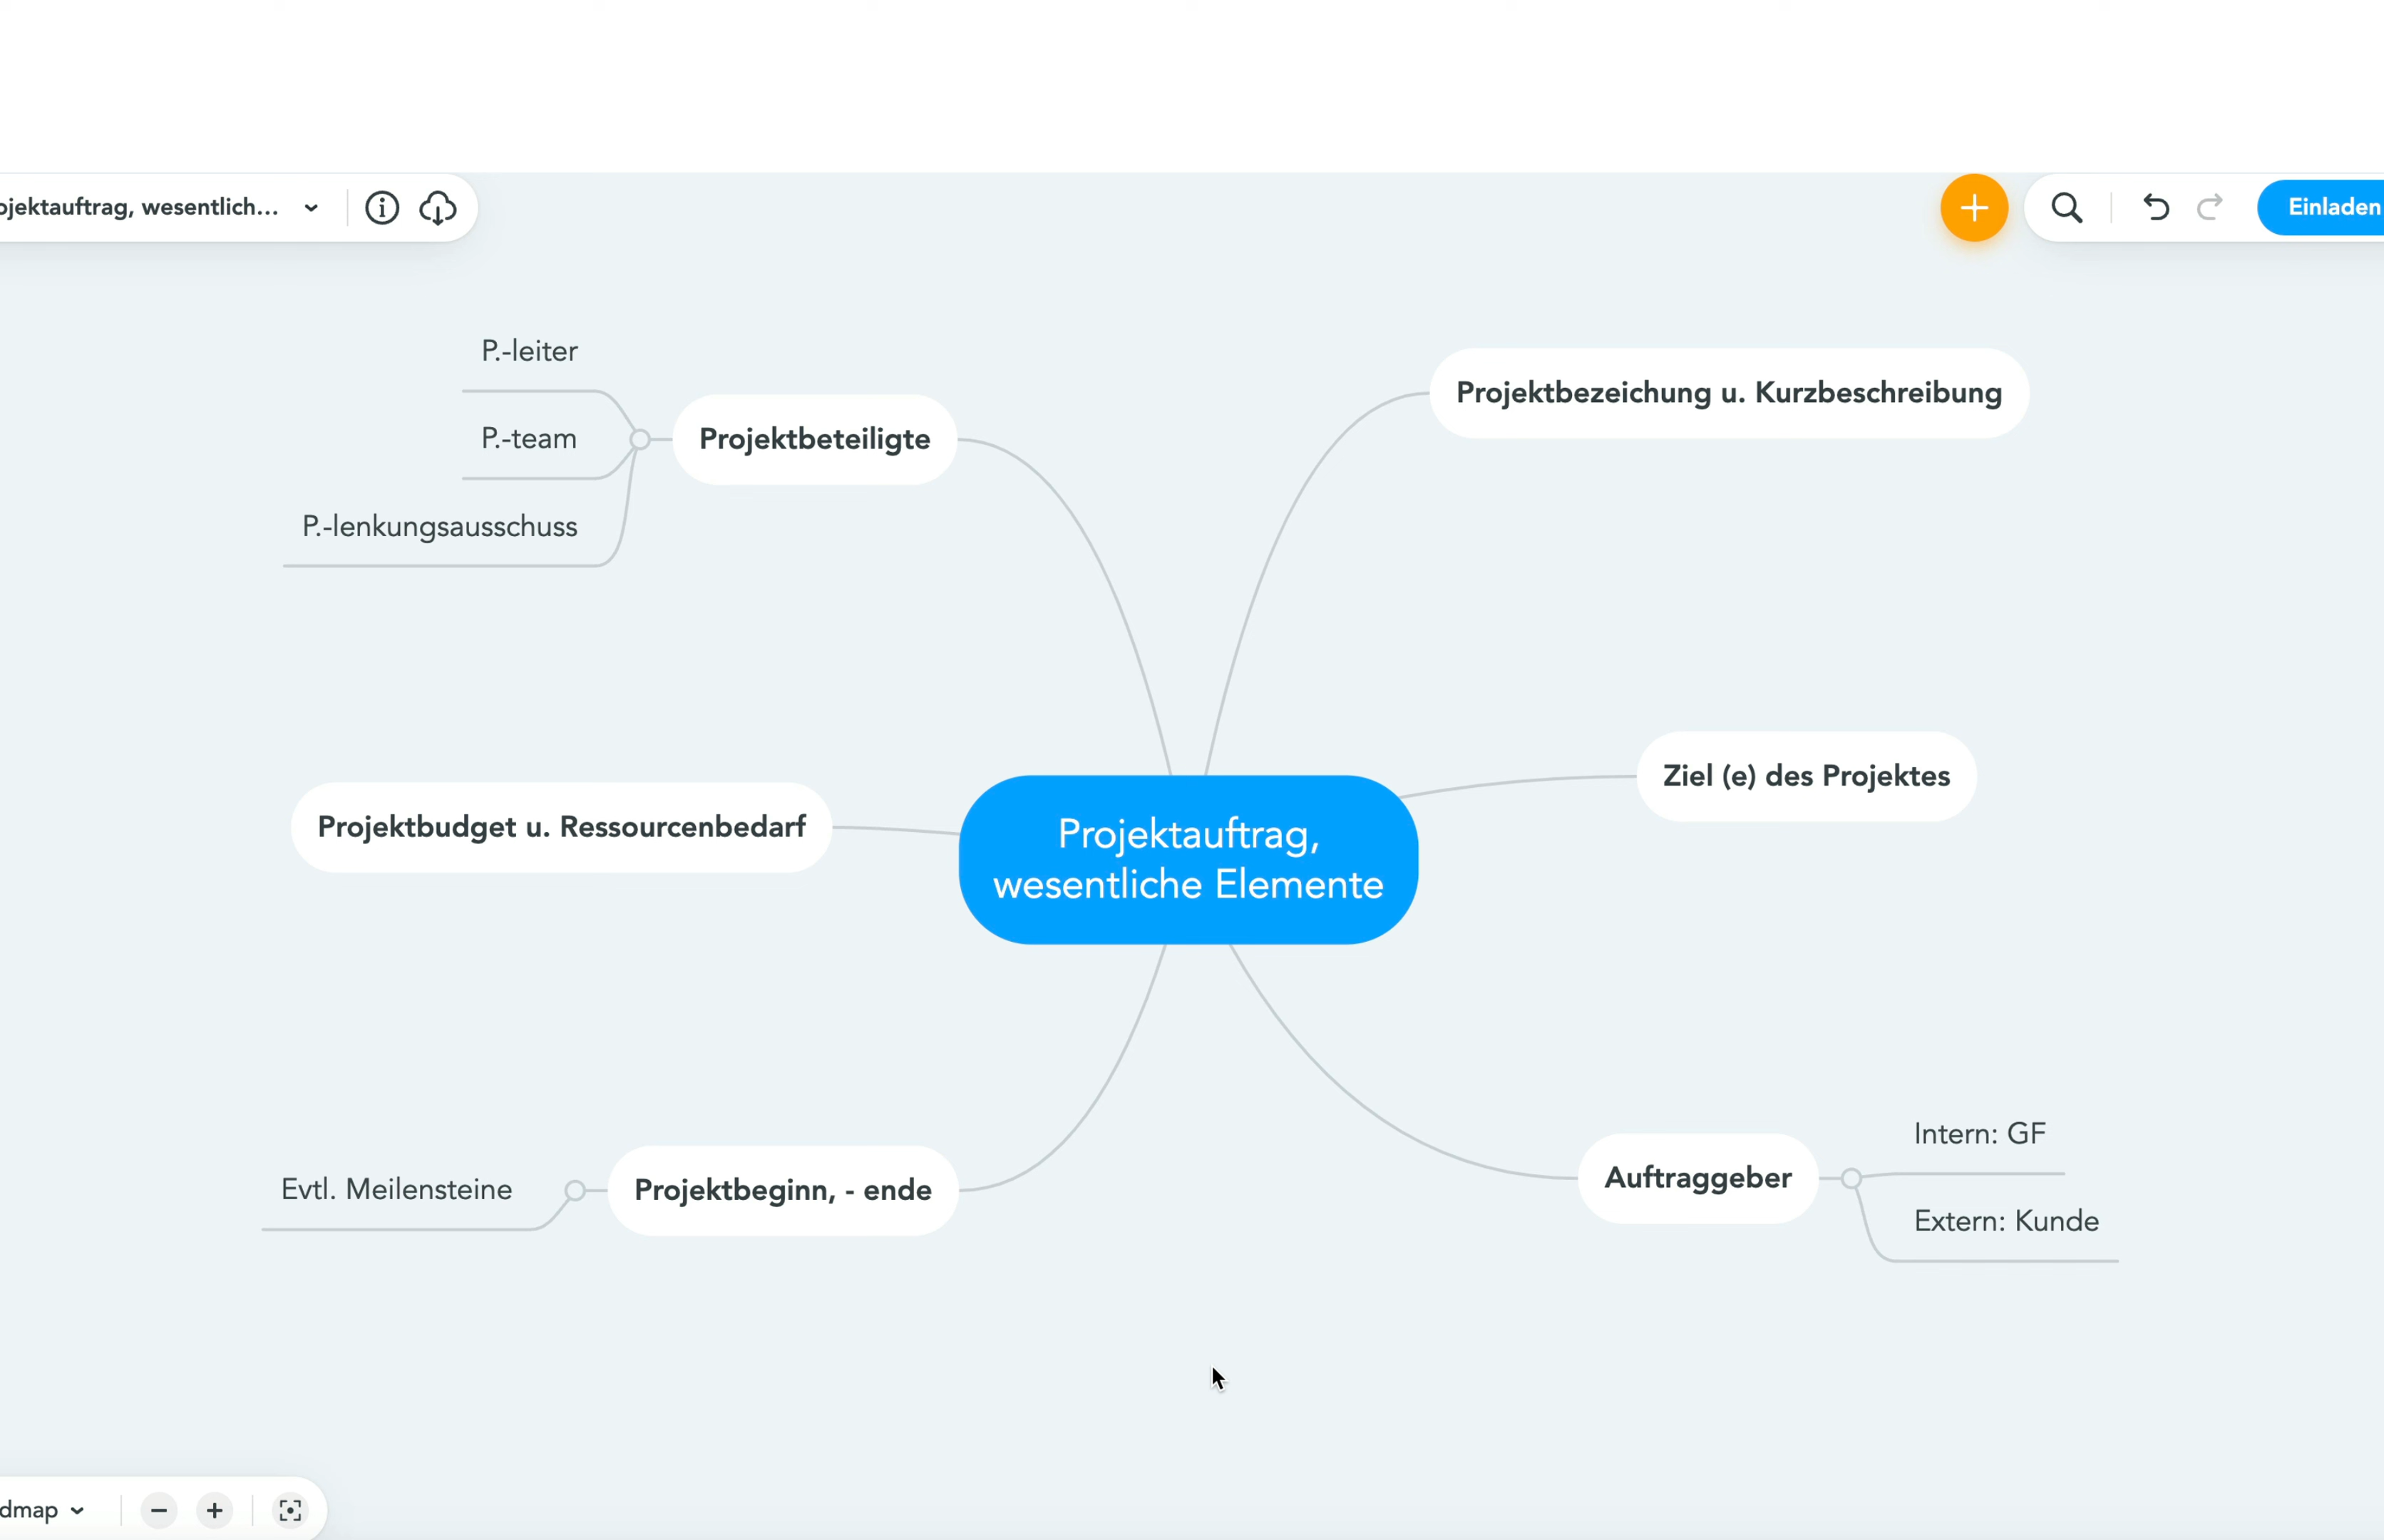 ojektauftrag, wesentlich...
Einladen
P.-leiter
P.-team
P.-lenkungsausschuss
Projektbeteiligte
Projektbezeichung u. Kurzbeschreibung
Ziel (e) des Projektes
Projektbudget u. Ressourcenbedarf
Projektauftrag,
wesentliche Elemente
Evtl. Meilensteine
Projektbeginn, - ende
Auftraggeber
Intern: GF
Extern: Kunde
dmap